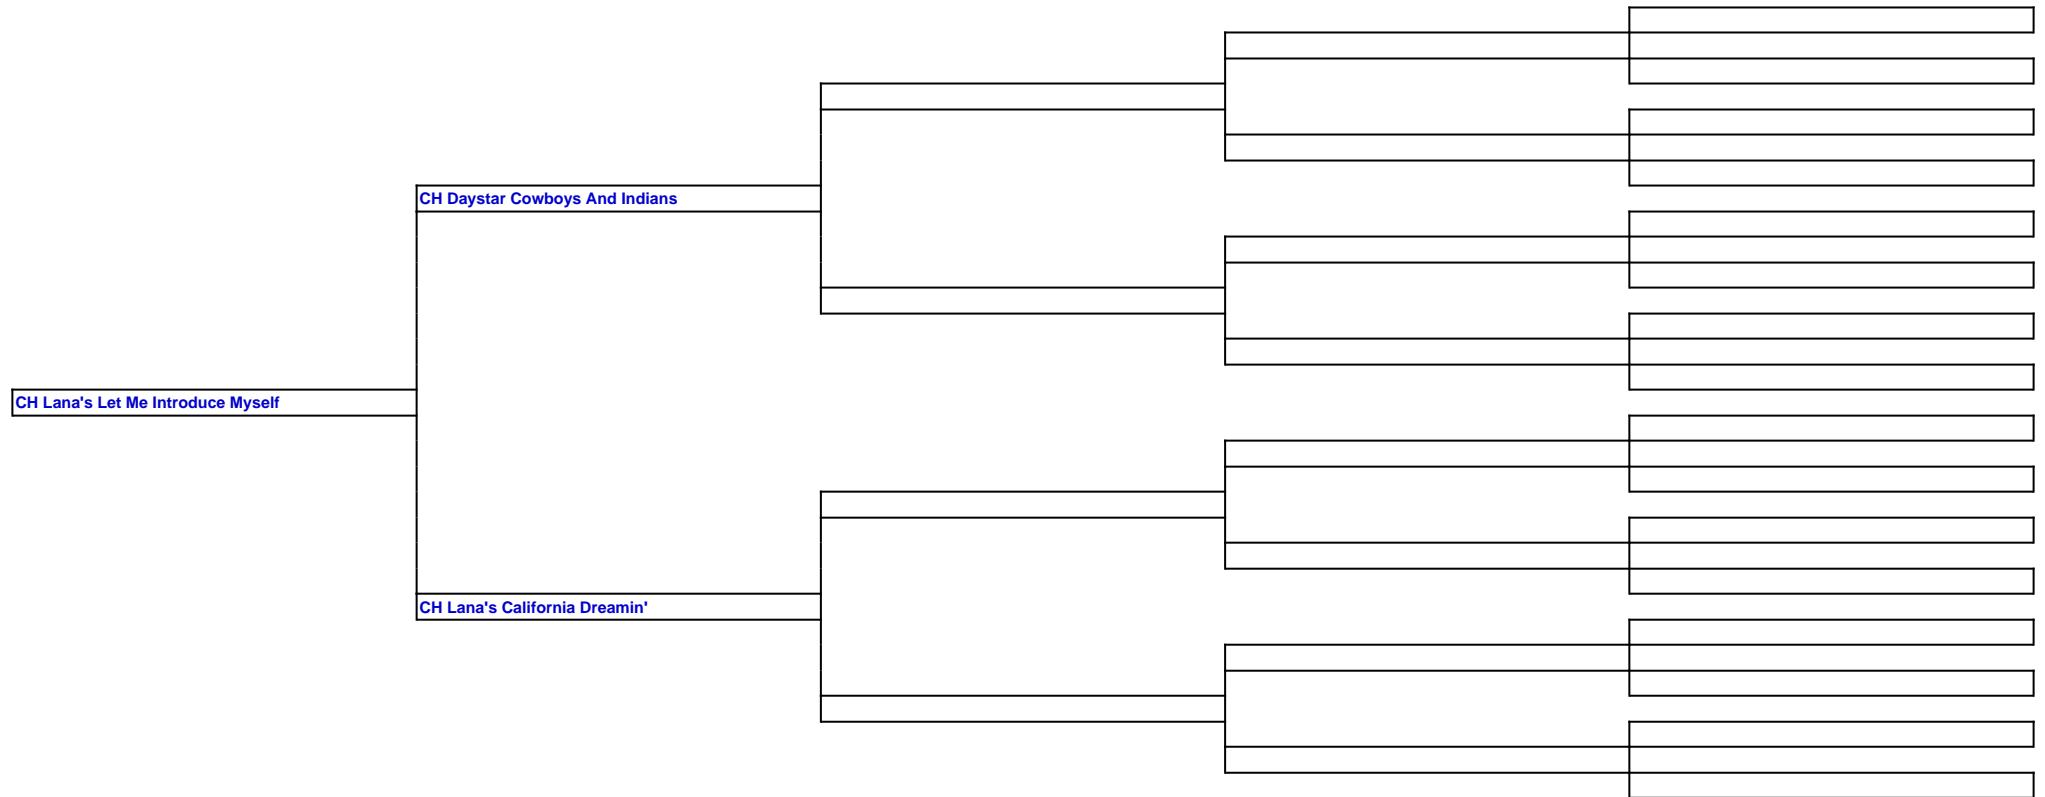 CH Daystar Cowboys And Indians
CH Lana's Let Me Introduce Myself
CH Lana's California Dreamin'